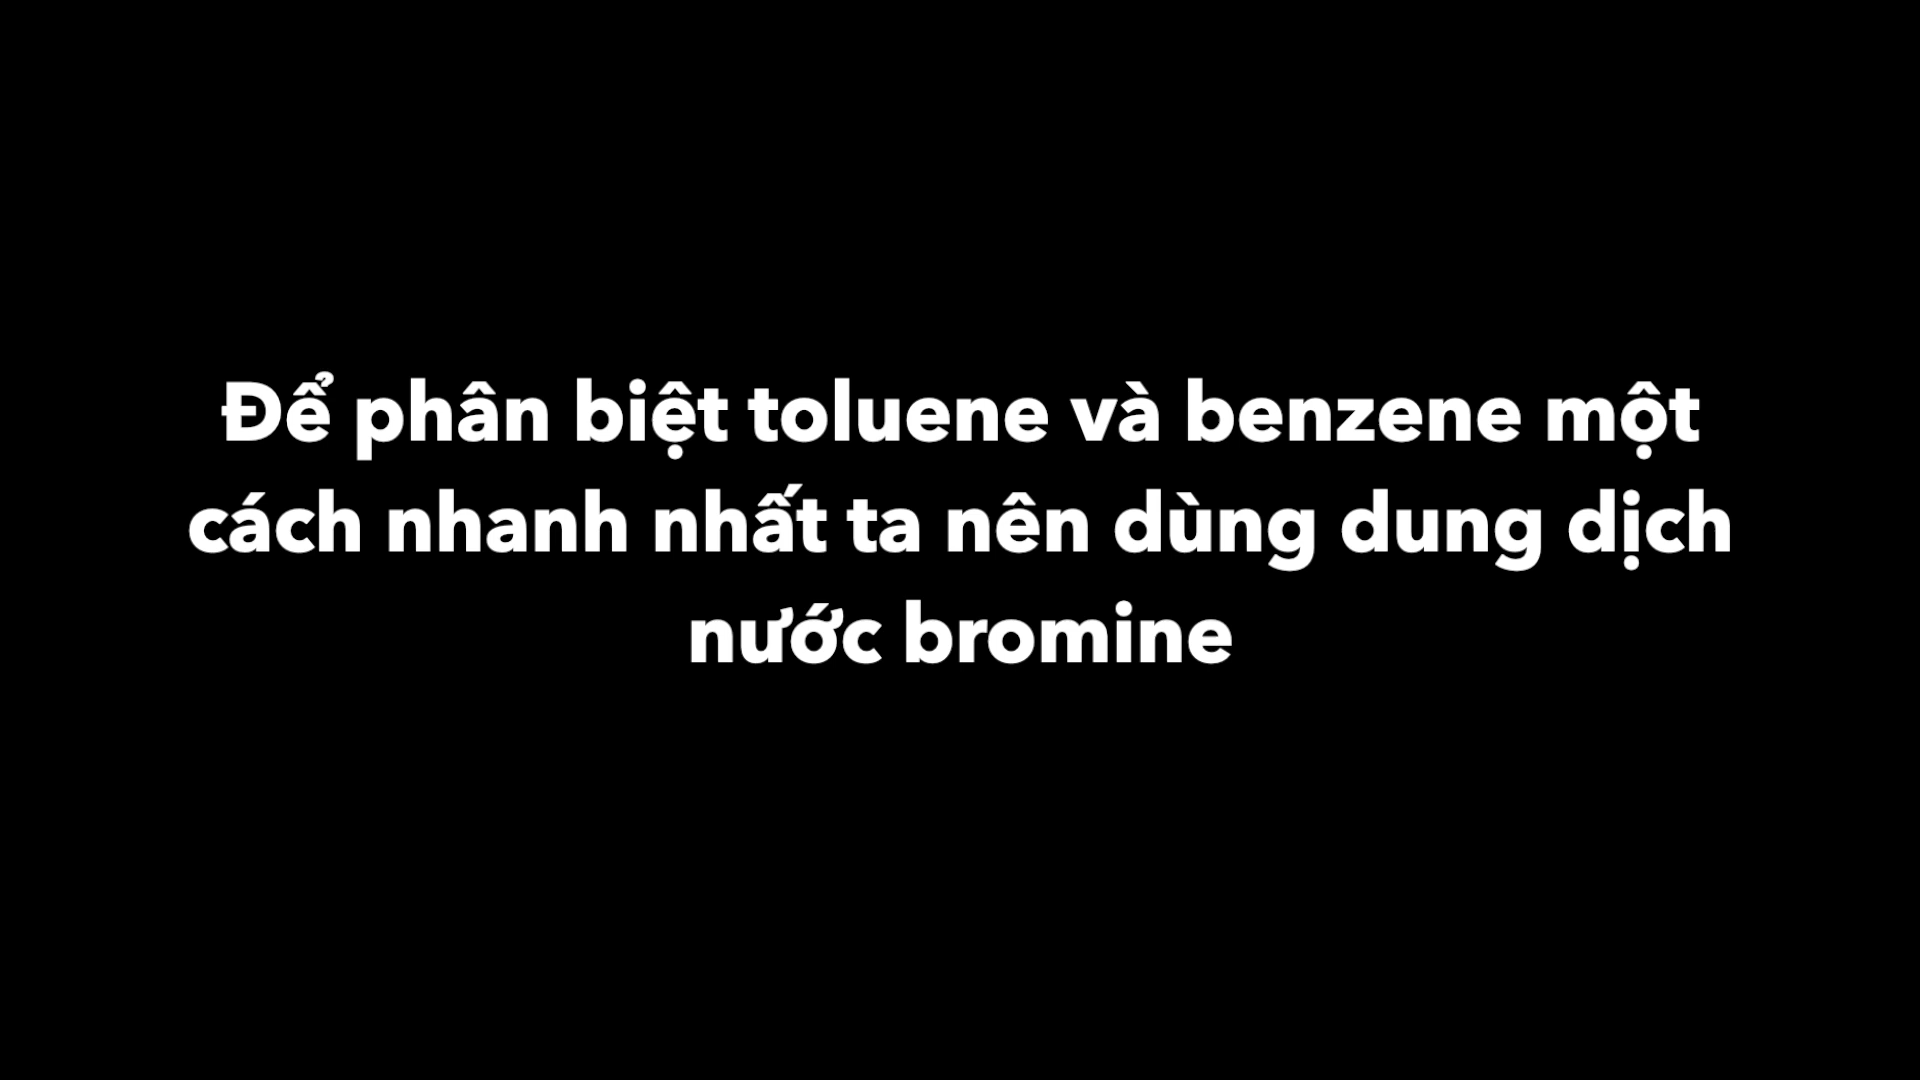 Để phân biệt toluene và benzene một
cách nhanh nhất ta nên dùng dung dịch
nước bromine